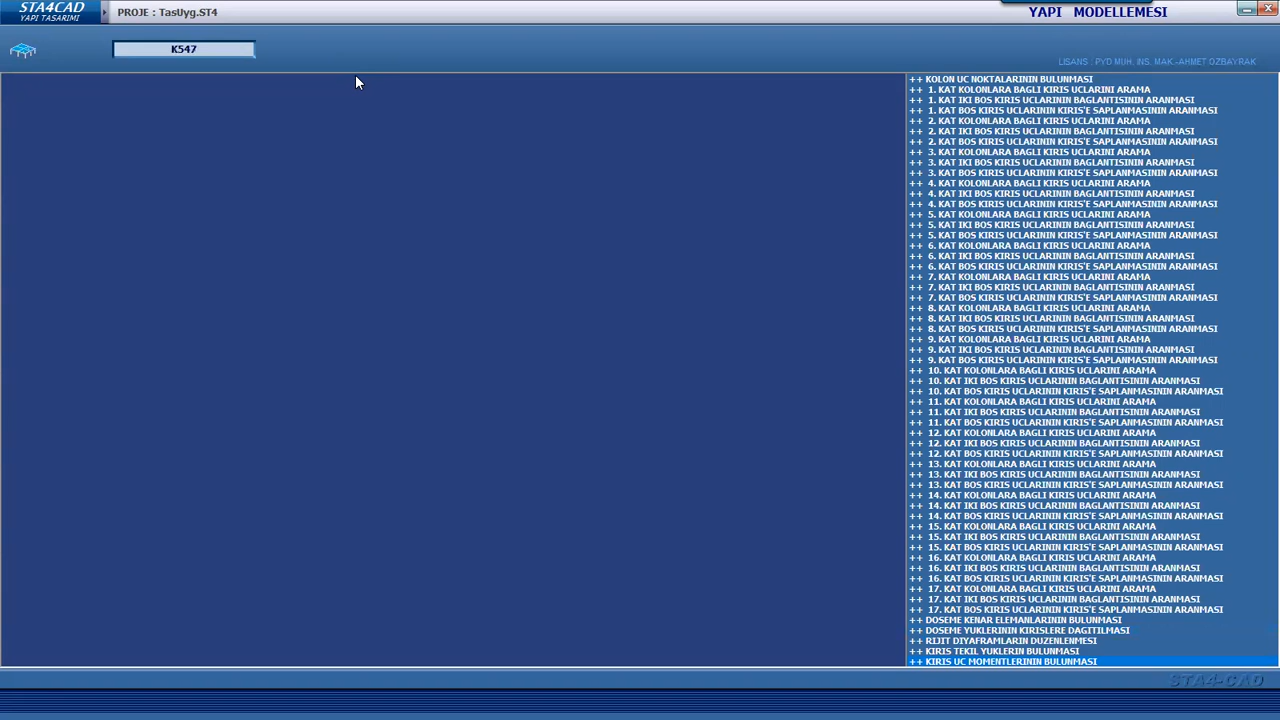 STA4CAD
YAPI TASARIMI
PROJE : TasUyg.ST4
YAPI MODELLEMESI
K547
LISANS : PYD MUH. INS. MAK.-AHMET OZBAYRAK
++ KOLON UC NOKTALARININ BULUNMASI
++ 1. KAT KOLONLARA BAGLI KIRIS UCLARINI ARAMA
++ 1. KAT IKI BOS KIRIS UCLARININ BAGLANTISININ ARANMASI
++ 1. KAT BOS KIRIS UCLARININ KIRIS'E SAPLANMASININ ARANMASI
++ 2. KAT KOLONLARA BAGLI KIRIS UCLARINI ARAMA
++ 2. KAT IKI BOS KIRIS UCLARININ BAGLANTISININ ARANMASI
++ 2. KAT BOS KIRIS UCLARININ KIRIS'E SAPLANMASININ ARANMASI
++ 3. KAT KOLONLARA BAGLI KIRIS UCLARINI ARAMA
++ 3. KAT IKI BOS KIRIS UCLARININ BAGLANTISININ ARANMASI
++ 3. KAT BOS KIRIS UCLARININ KIRIS'E SAPLANMASININ ARANMASI
++ 4. KAT KOLONLARA BAGLI KIRIS UCLARINI ARAMA
++ 4. KAT IKI BOS KIRIS UCLARININ BAGLANTISININ ARANMASI
++ 4. KAT BOS KIRIS UCLARININ KIRIS'E SAPLANMASININ ARANMASI
++ 5. KAT KOLONLARA BAGLI KIRIS UCLARINI ARAMA
++ 5. KAT IKI BOS KIRIS UCLARININ BAGLANTISININ ARANMASI
++ 5. KAT BOS KIRIS UCLARININ KIRIS'E SAPLANMASININ ARANMASI
++ 6. KAT KOLONLARA BAGLI KIRIS UCLARINI ARAMA
++ 6. KAT IKI BOS KIRIS UCLARININ BAGLANTISININ ARANMASI
++ 6. KAT BOS KIRIS UCLARININ KIRIS'E SAPLANMASININ ARANMASI
++ 7. KAT KOLONLARA BAGLI KIRIS UCLARINI ARAMA
++ 7. KAT IKI BOS KIRIS UCLARININ BAGLANTISININ ARANMASI
++ 7. KAT BOS KIRIS UCLARININ KIRIS'E SAPLANMASININ ARANMASI
++ 8. KAT KOLONLARA BAGLI KIRIS UCLARINI ARAMA
++ 8. KAT IKI BOS KIRIS UCLARININ BAGLANTISININ ARANMASI
++ 8. KAT BOS KIRIS UCLARININ KIRIS'E SAPLANMASININ ARANMASI
++ 9. KAT KOLONLARA BAGLI KIRIS UCLARINI ARAMA
++ 9. KAT IKI BOS KIRIS UCLARININ BAGLANTISININ ARANMASI
++ 9. KAT BOS KIRIS UCLARININ KIRIS'E SAPLANMASININ ARANMASI
++ 10. KAT KOLONLARA BAGLI KIRIS UCLARINI ARAMA
++ 10. KAT IKI BOS KIRIS UCLARININ BAGLANTISININ ARANMASI
++ 10. KAT BOS KIRIS UCLARININ KIRIS'E SAPLANMASININ ARANMASI
++ 11. KAT KOLONLARA BAGLI KIRIS UCLARINI ARAMA
++ 11. KAT IKI BOS KIRIS UCLARININ BAGLANTISININ ARANMASI
++ 11. KAT BOS KIRIS UCLARININ KIRIS'E SAPLANMASININ ARANMASI
++ 12. KAT KOLONLARA BAGLI KIRIS UCLARINI ARAMA
++ 12. KAT IKI BOS KIRIS UCLARININ BAGLANTISININ ARANMASI
++ 12. KAT BOS KIRIS UCLARININ KIRIS'E SAPLANMASININ ARANMASI
++ 13. KAT KOLONLARA BAGLI KIRIS UCLARINI ARAMA
++ 13. KAT IKI BOS KIRIS UCLARININ BAGLANTISININ ARANMASI
++ 13. KAT BOS KIRIS UCLARININ KIRIS'E SAPLANMASININ ARANMASI
++ 14. KAT KOLONLARA BAGLI KIRIS UCLARINI ARAMA
++ 14. KAT IKI BOS KIRIS UCLARININ BAGLANTISININ ARANMASI
++ 14. KAT BOS KIRIS UCLARININ KIRIS'E SAPLANMASININ ARANMASI
++ 15. KAT KOLONLARA BAGLI KIRIS UCLARINI ARAMA
++ 15. KAT IKI BOS KIRIS UCLARININ BAGLANTISININ ARANMASI
++ 15. KAT BOS KIRIS UCLARININ KIRIS'E SAPLANMASININ ARANMASI
++ 16. KAT KOLONLARA BAGLI KIRIS UCLARINI ARAMA
++ 16. KAT IKI BOS KIRIS UCLARININ BAGLANTISININ ARANMASI
++ 16. KAT BOS KIRIS UCLARININ KIRIS'E SAPLANMASININ ARANMASI
++ 17. KAT KOLONLARA BAGLI KIRIS UCLARINI ARAMA
++ 17. KAT IKI BOS KIRIS UCLARININ BAGLANTISININ ARANMASI
++ 17. KAT BOS KIRIS UCLARININ KIRIS'E SAPLANMASININ ARANMASI
++ DOSEME KENAR ELEMANLARININ BULUNMASI
++ DOSEME YUKLERININ KIRISLERE DAGITILMASI
++ RIJIT DIYAFRAMLARIN DUZENLENMESI
++ KIRIS TEKIL YUKLERIN BULUNMASI
++ KIRIS UC MOMENTLERININ BULUNMASI
STA4-CAD